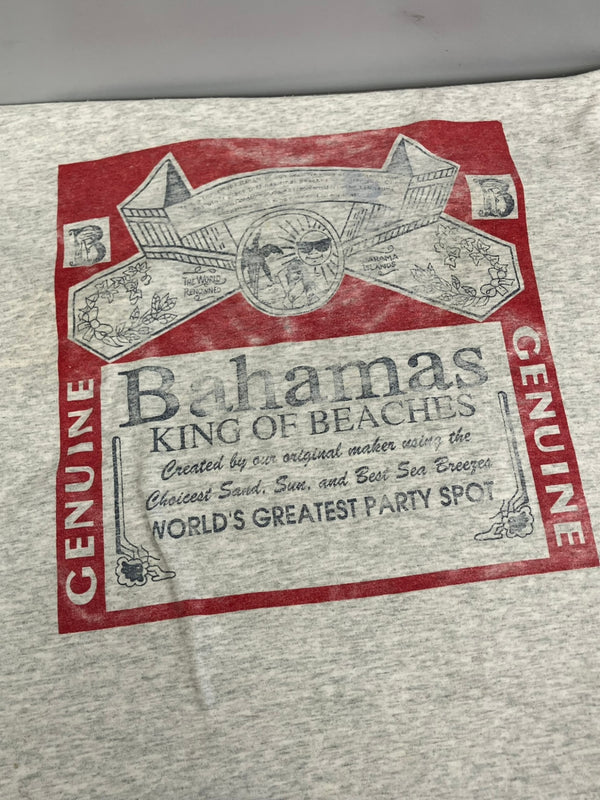 B
B
THE WORLD
RENOWNED
BAHAMA
ISLANDS
GENUINE
Bahamas
KING OF BEACHES
Created by our original maker using the
Choicest Sand, Sun, and Best Sea Breezes
WORLD'S GREATEST PARTY SPOT
GENUINE